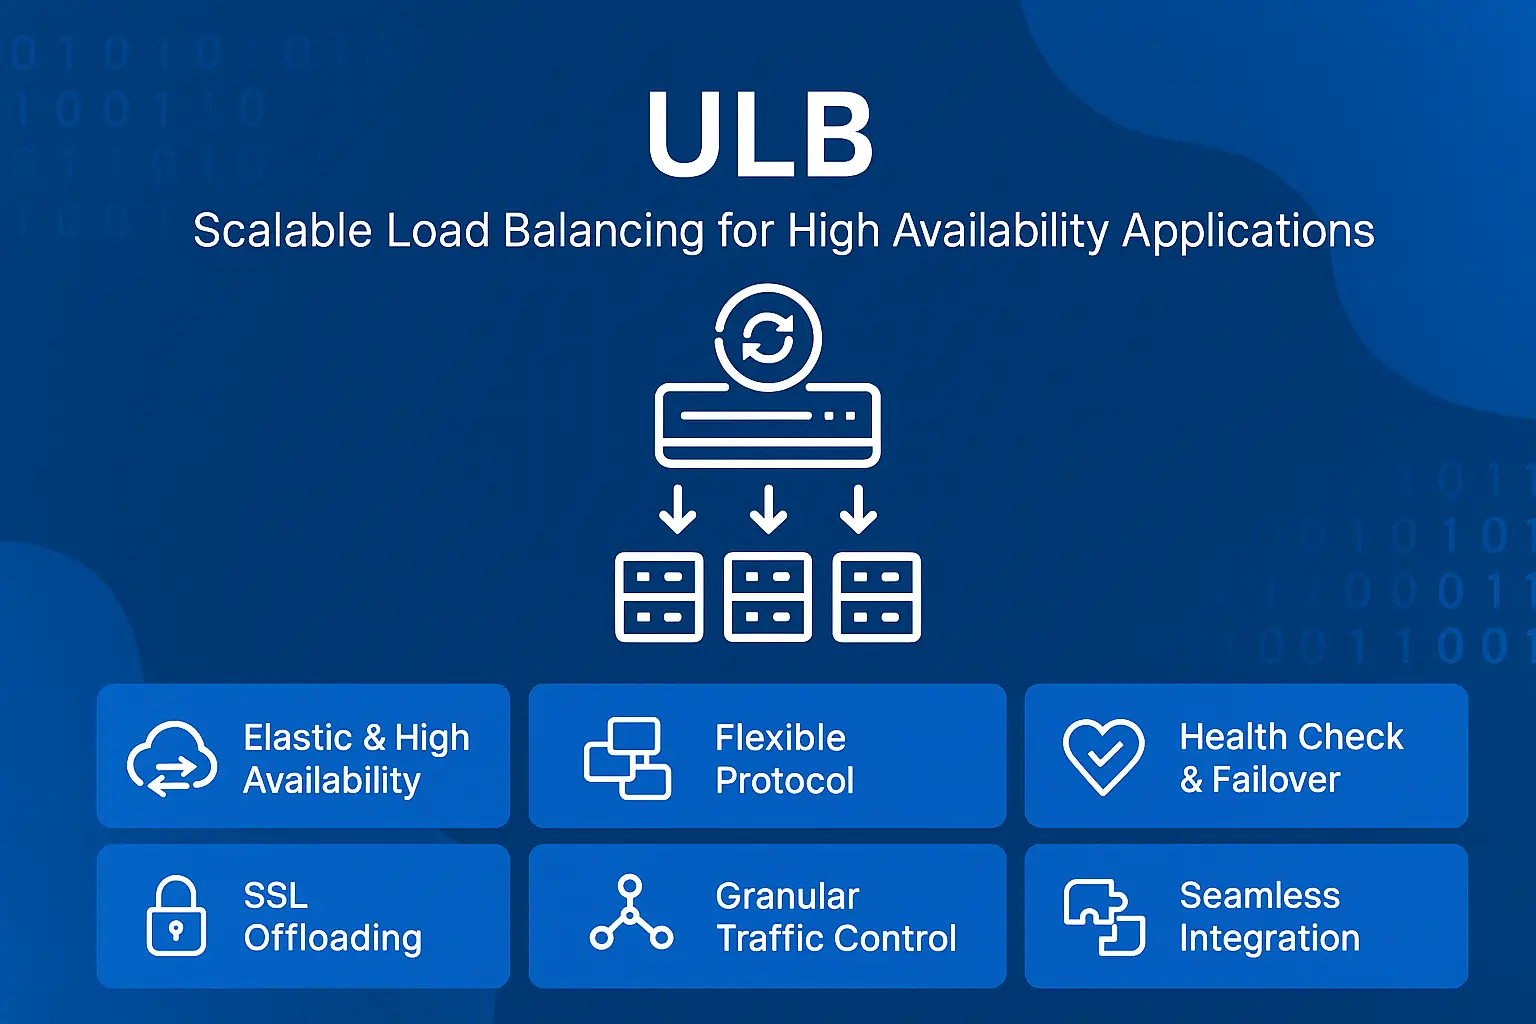 ULB
Scalable Load Balancing for High Availability Applications
Elastic & High
Availability
Flexible
Protocol
Health Check
& Failover
SSL
Offloading
Granular
Traffic Control
Seamless
Integration